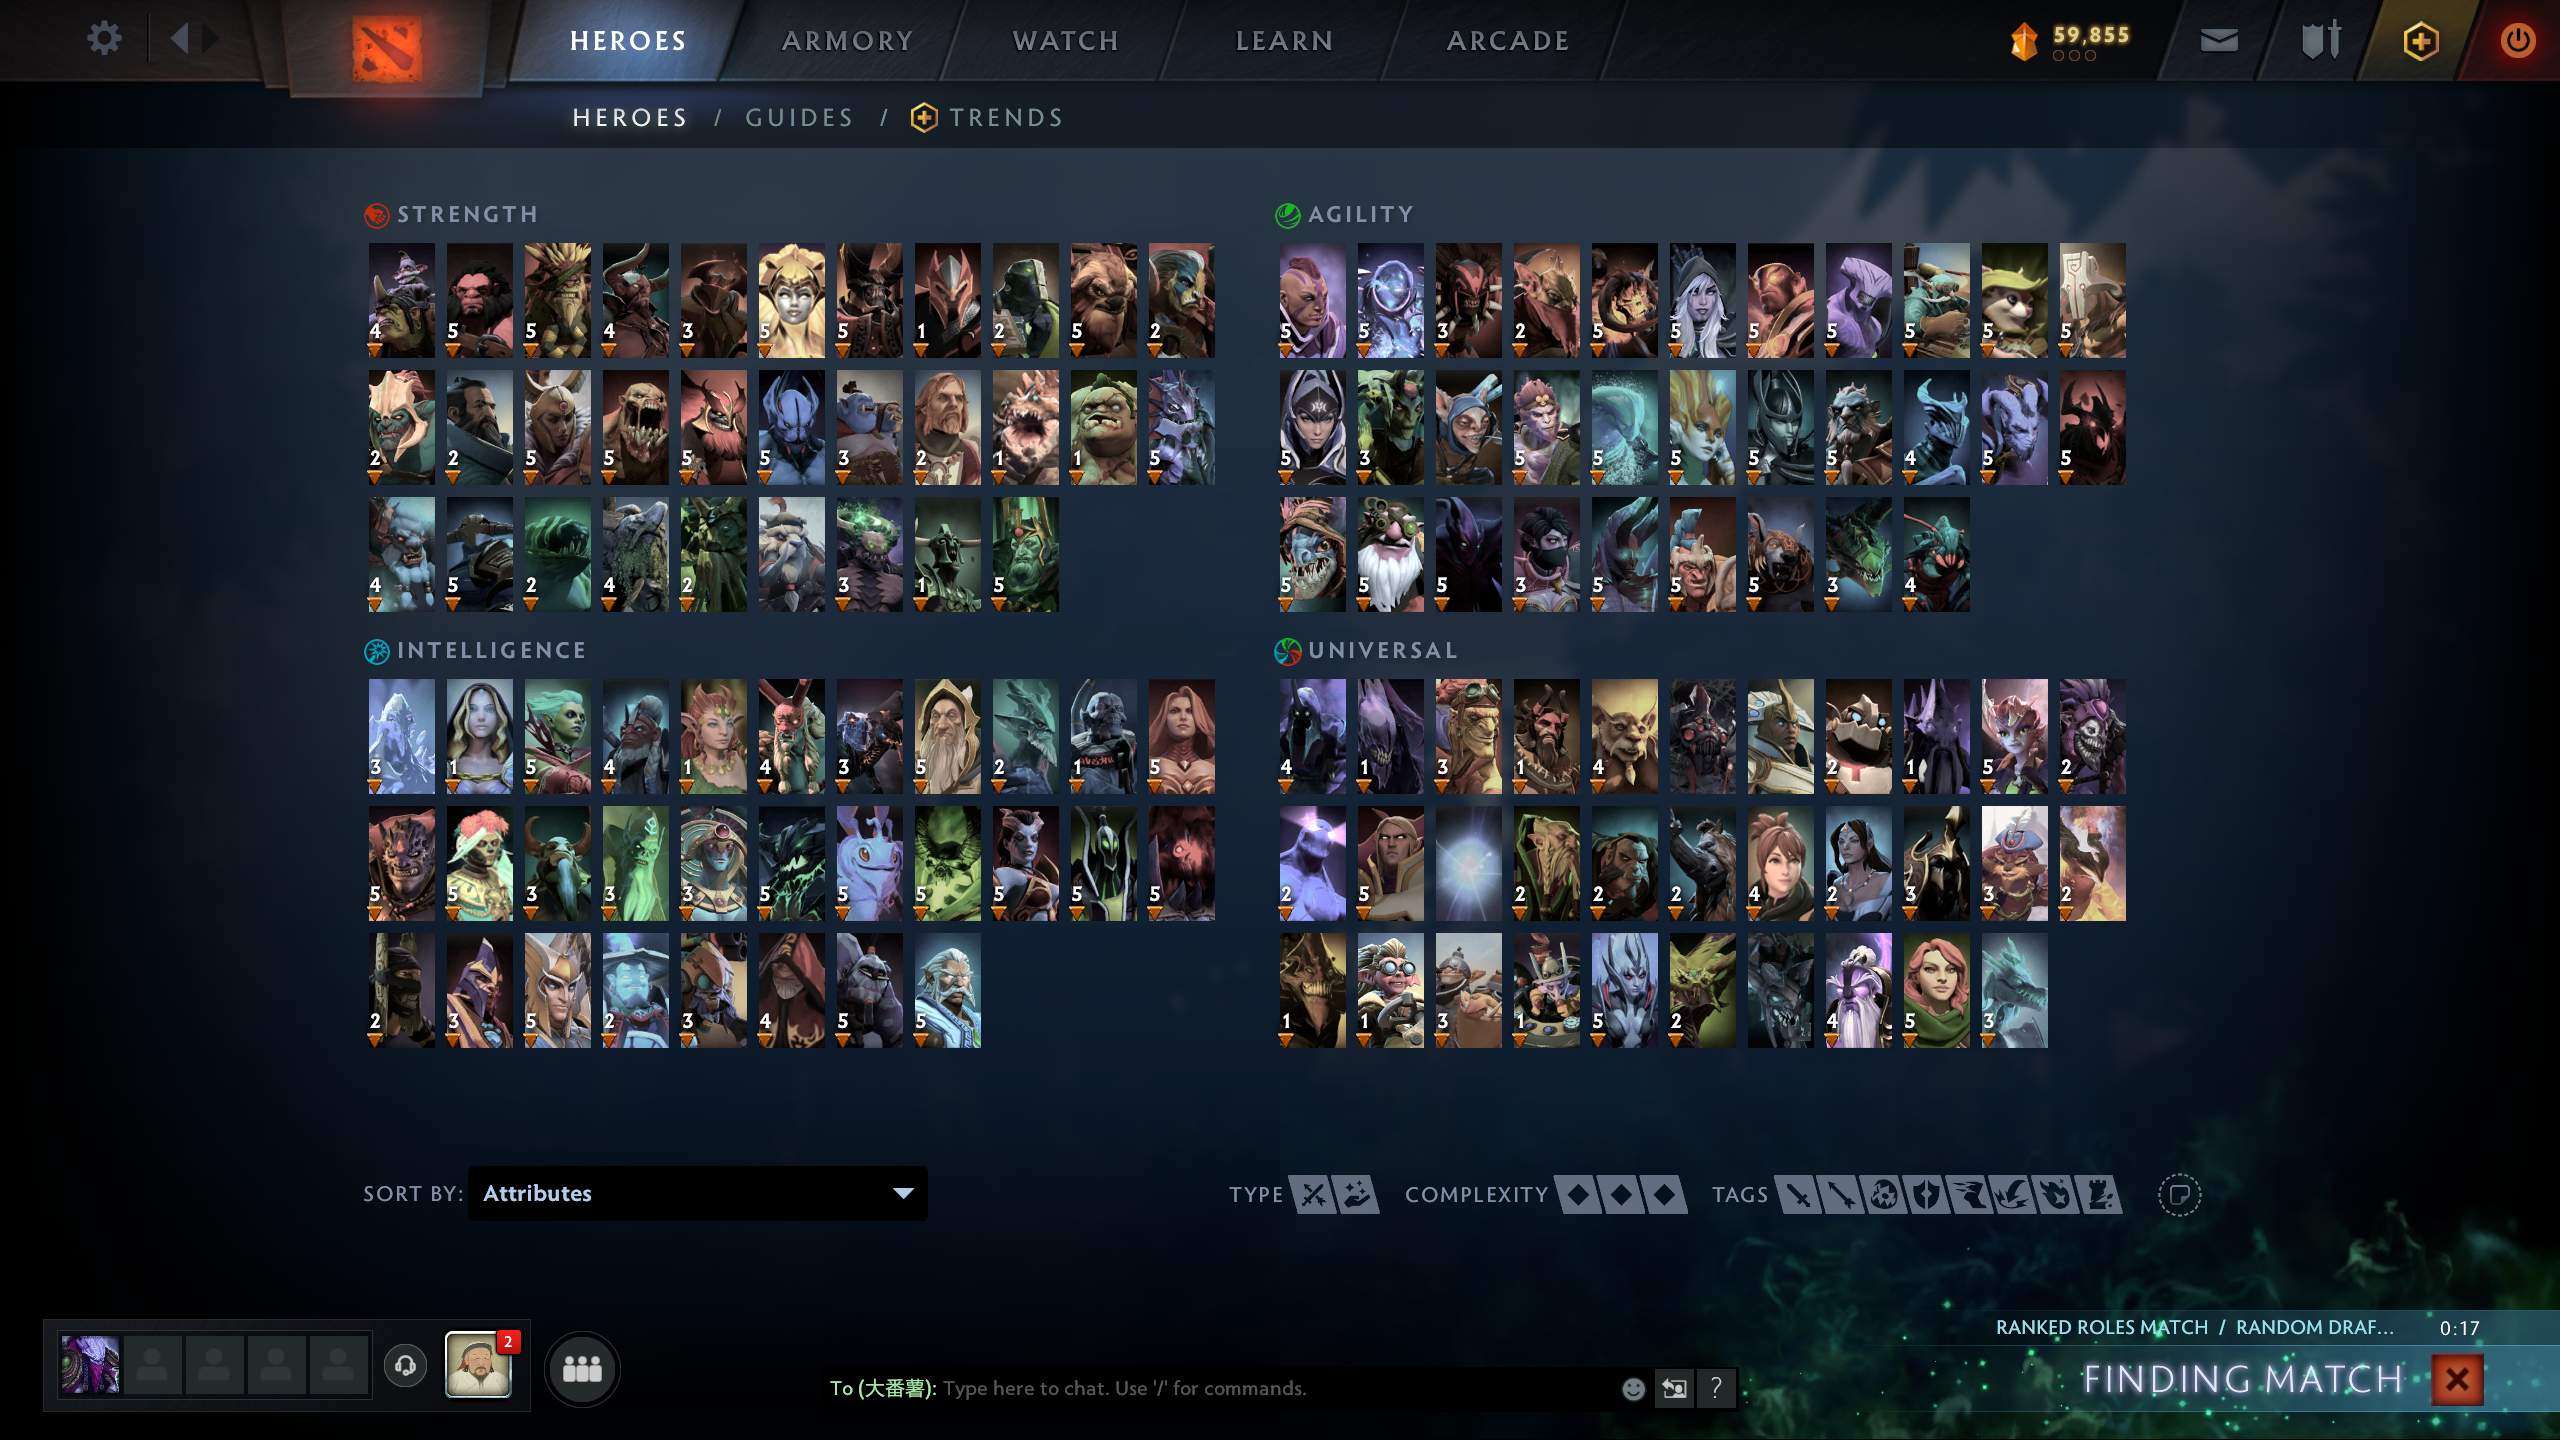 HEROES ARMORY WATCH LEARN ARCADE 59,855
HEROES / GUIDES / TRENDS
STRENGTH
4 5 5 4 3 5 5 1 2 5 2
2 2 5 5 5 5 3 2 1 1 5
4 5 2 4 2 3 1 5
AGILITY
5 5 3 2 5 5 5 5 5 5 5
5 3 5 5 5 5 5 4 5 5
5 5 5 3 5 5 5 3 4
INTELLIGENCE
3 1 5 4 1 4 3 5 2 1 5
5 5 3 3 3 5 5 5 5 5 5
2 3 5 2 3 4 5 5
UNIVERSAL
4 1 3 1 4 2 1 5 2
2 5 2 2 2 4 2 3 3 2
1 1 3 1 5 2 4 5 3
SORT BY: Attributes
TYPE COMPLEXITY TAGS
RANKED ROLES MATCH / RANDOM DRAF... 0:17
FINDING MATCH
2
To (大番薯): Type here to chat. Use '/' for commands.
?